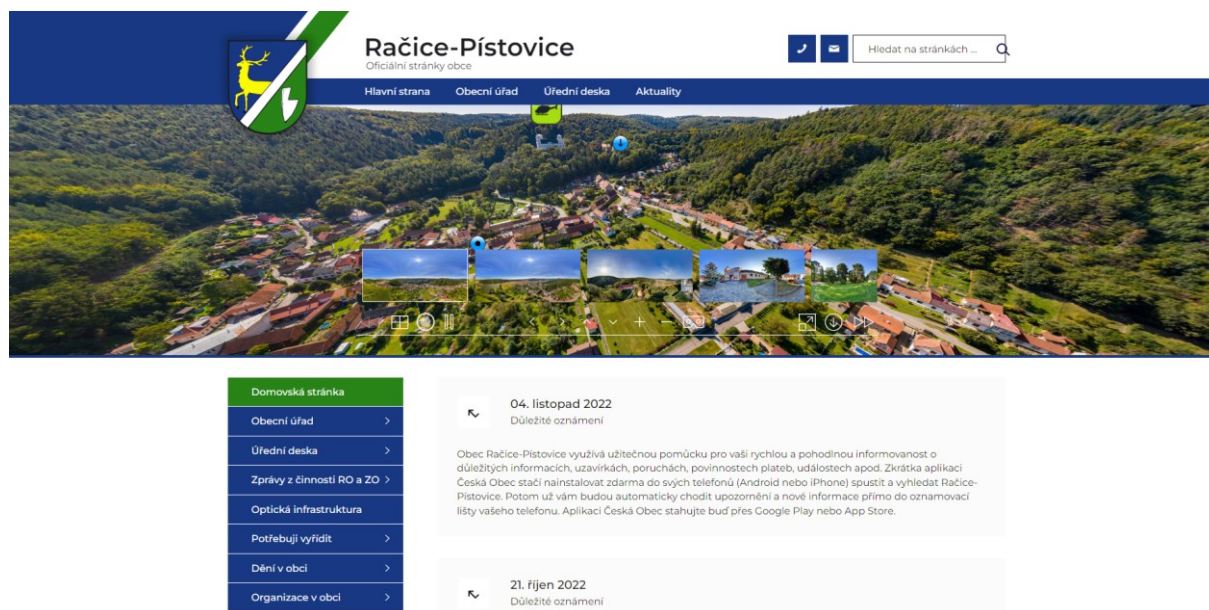 Račice-Pístovice
Oficiální stránky obce
Hledat na stránkách ...
Hlavní strana Obecní úřad Úřední deska Aktuality
Domovská stránka
Obecní úřad
Úřední deska
Zprávy z činnosti RO a ZO
Optická infrastruktura
Potřebuji vyřídit
Dění v obci
Organizace v obci
04. listopad 2022
Důležité oznámení
Obec Račice-Pístovice využívá užitečnou pomůcku pro vaši rychlou a pohodlnou informovanost o
důležitých informacích, uzavírkách, poruchách, povinnostech plateb, událostech apod. Zkrátka aplikaci
Česká Obec stačí nainstalovat zdarma do svých telefonů (Android nebo iPhone) spustit a vyhledat Račice-
Pístovice. Potom už vám budou automaticky chodit upozornění a nové informace přímo do oznamovací
lišty vašeho telefonu. Aplikaci Česká Obec stahujte buď přes Google Play nebo App Store.
21. říjen 2022
Důležité oznámení